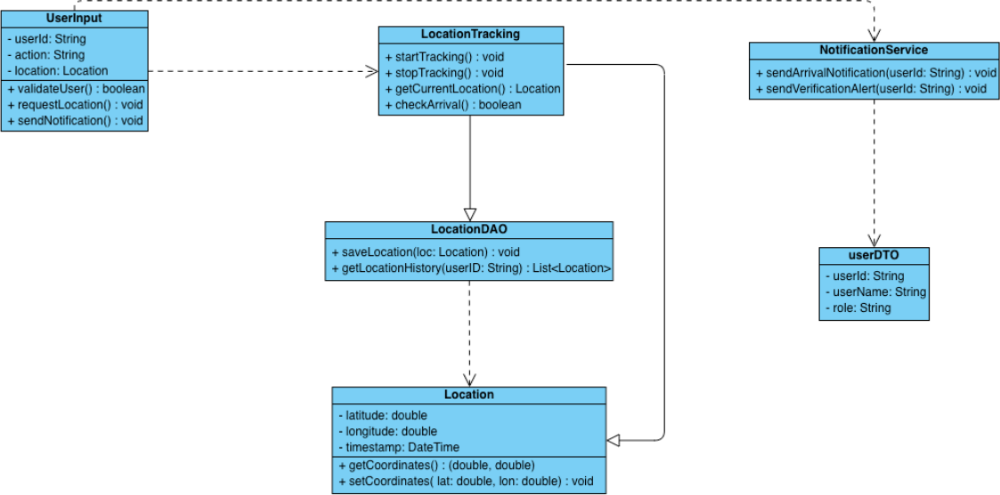 UserInput
- userId: String
- action: String
- location: Location
+ validateUser() : boolean
+ requestLocation() : void
+ sendNotification() : void
LocationTracking
+ startTracking() : void
+ stopTracking() : void
+ getCurrentLocation() : Location
+ checkArrival() : boolean
NotificationService
+ sendArrivalNotification(userId: String) : void
+ sendVerificationAlert(userId: String) : void
LocationDAO
+ saveLocation(loc: Location) : void
+ getLocationHistory(userID: String) : List<Location>
userDTO
- userId: String
- userName: String
- role: String
Location
- latitude: double
- longitude: double
- timestamp: DateTime
+ getCoordinates() : (double, double)
+ setCoordinates( lat: double, lon: double) : void